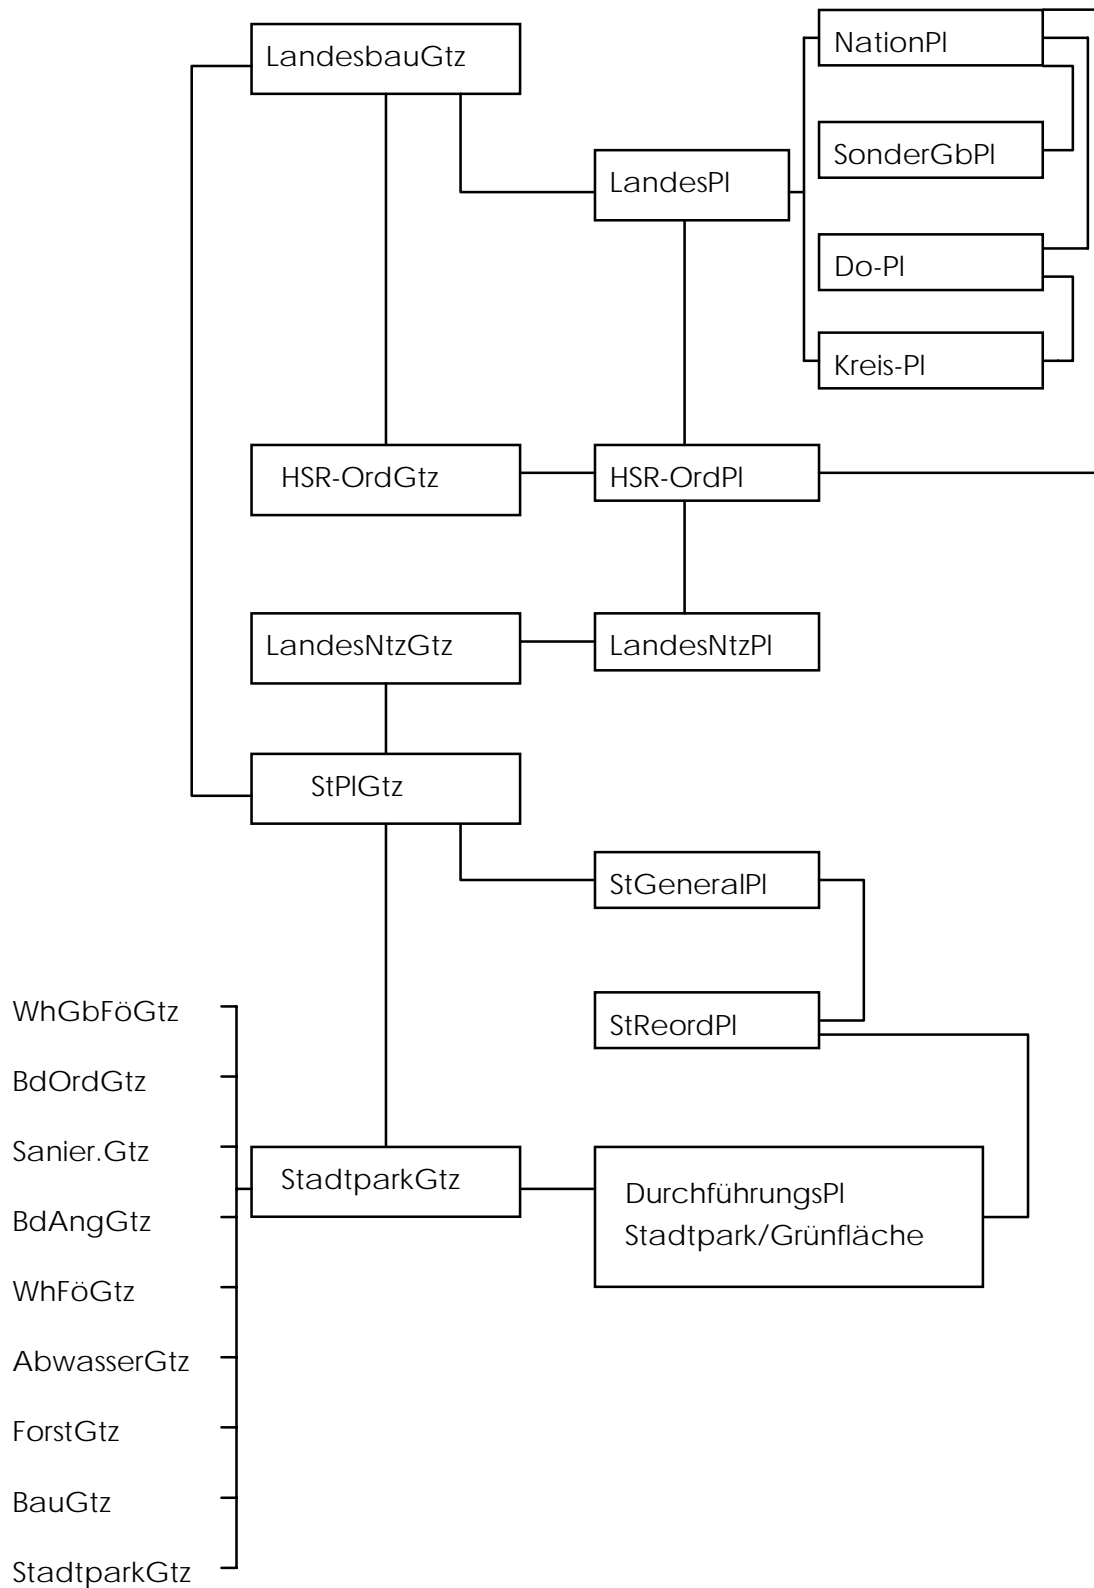 LandesbauGtz
NationPl
SonderGbPl
LandesPl
Do-Pl
Kreis-Pl
HSR-OrdGtz
HSR-OrdPl
LandesNtzGtz
LandesNtzPl
StPlGtz
StGeneralPl
StReordPl
WhGbFöGtz
BdOrdGtz
Sanier.Gtz
BdAngGtz
WhFöGtz
AbwasserGtz
ForstGtz
BauGtz
StadtparkGtz
StadtparkGtz
DurchführungsPl
Stadtpark/Grünfläche